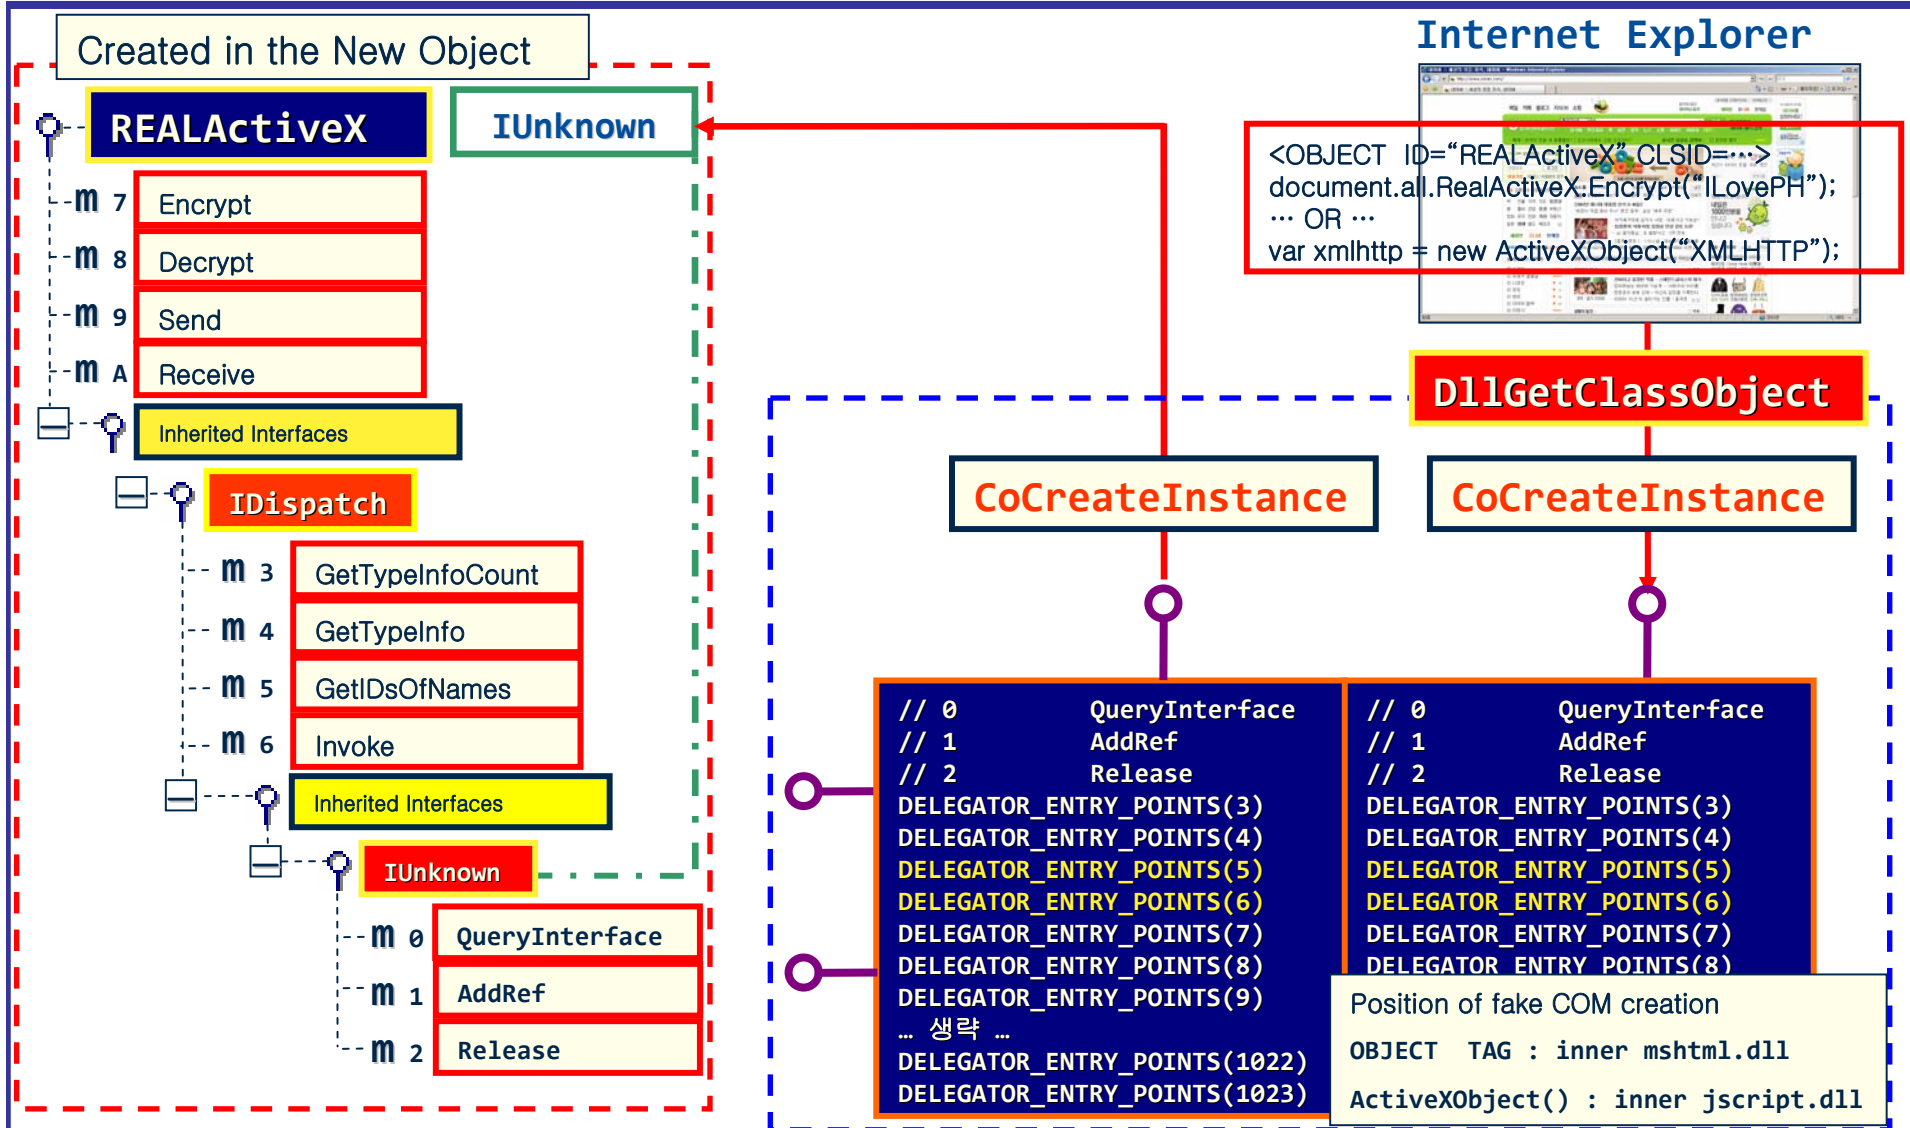 Created in the New Object
REALActiveX
IUnknown
m 7 Encrypt
m 8 Decrypt
m 9 Send
m A Receive
Inherited Interfaces
IDispatch
m 3 GetTypeInfoCount
m 4 GetTypeInfo
m 5 GetIDsOfNames
m 6 Invoke
Inherited Interfaces
IUnknown
m 0 QueryInterface
m 1 AddRef
m 2 Release
Internet Explorer
<OBJECT ID=“REALActiveX” CLSID=⋯>
document.all.RealActiveX.Encrypt(“ILovePH”);
⋯ OR ⋯
var xmlhttp = new ActiveXObject(“XMLHTTP”);
DllGetClassObject
CoCreateInstance
CoCreateInstance
// 0 QueryInterface
// 1 AddRef
// 2 Release
DELEGATOR_ENTRY_POINTS(3)
DELEGATOR_ENTRY_POINTS(4)
DELEGATOR_ENTRY_POINTS(5)
DELEGATOR_ENTRY_POINTS(6)
DELEGATOR_ENTRY_POINTS(7)
DELEGATOR_ENTRY_POINTS(8)
DELEGATOR_ENTRY_POINTS(9)
… 생략 …
DELEGATOR_ENTRY_POINTS(1022)
DELEGATOR_ENTRY_POINTS(1023)
// 0 QueryInterface
// 1 AddRef
// 2 Release
DELEGATOR_ENTRY_POINTS(3)
DELEGATOR_ENTRY_POINTS(4)
DELEGATOR_ENTRY_POINTS(5)
DELEGATOR_ENTRY_POINTS(6)
DELEGATOR_ENTRY_POINTS(7)
DELEGATOR_ENTRY_POINTS(8)
Position of fake COM creation
OBJECT TAG : inner mshtml.dll
ActiveXObject() : inner jscript.dll